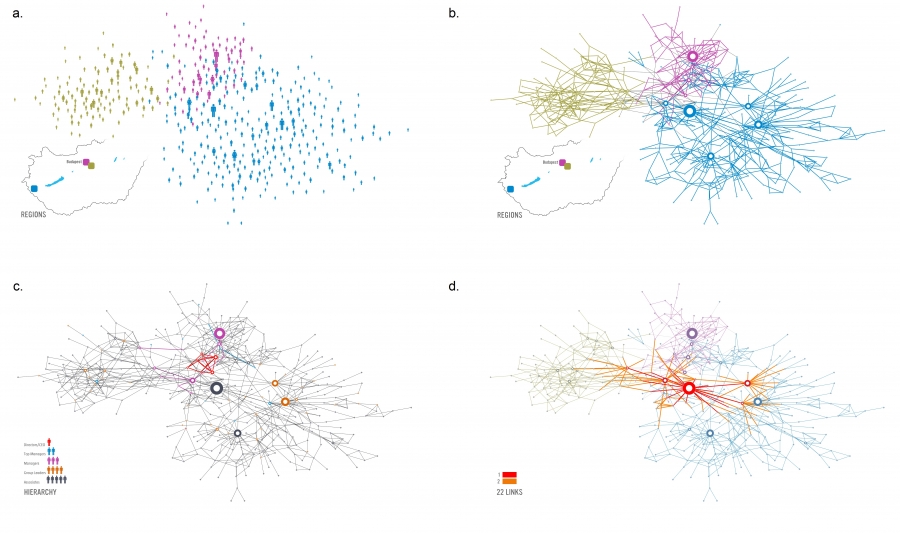 a.
Budapest
REGIONS
b.
Budapest
REGIONS
c.
Directors/CEO
Top Managers
Managers
Group Leaders
Associates
HIERARCHY
d.
1
2
22 LINKS